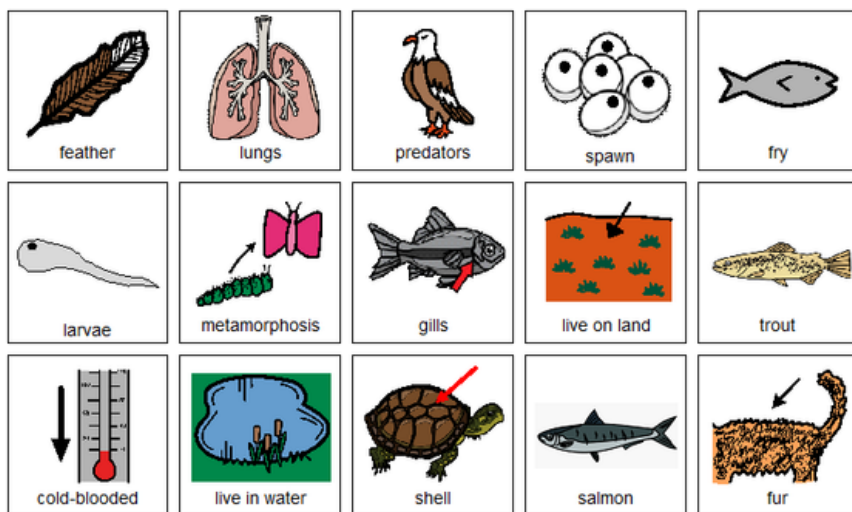 feather
lungs
predators
spawn
fry
larvae
metamorphosis
gills
live on land
trout
cold-blooded
live in water
shell
salmon
fur